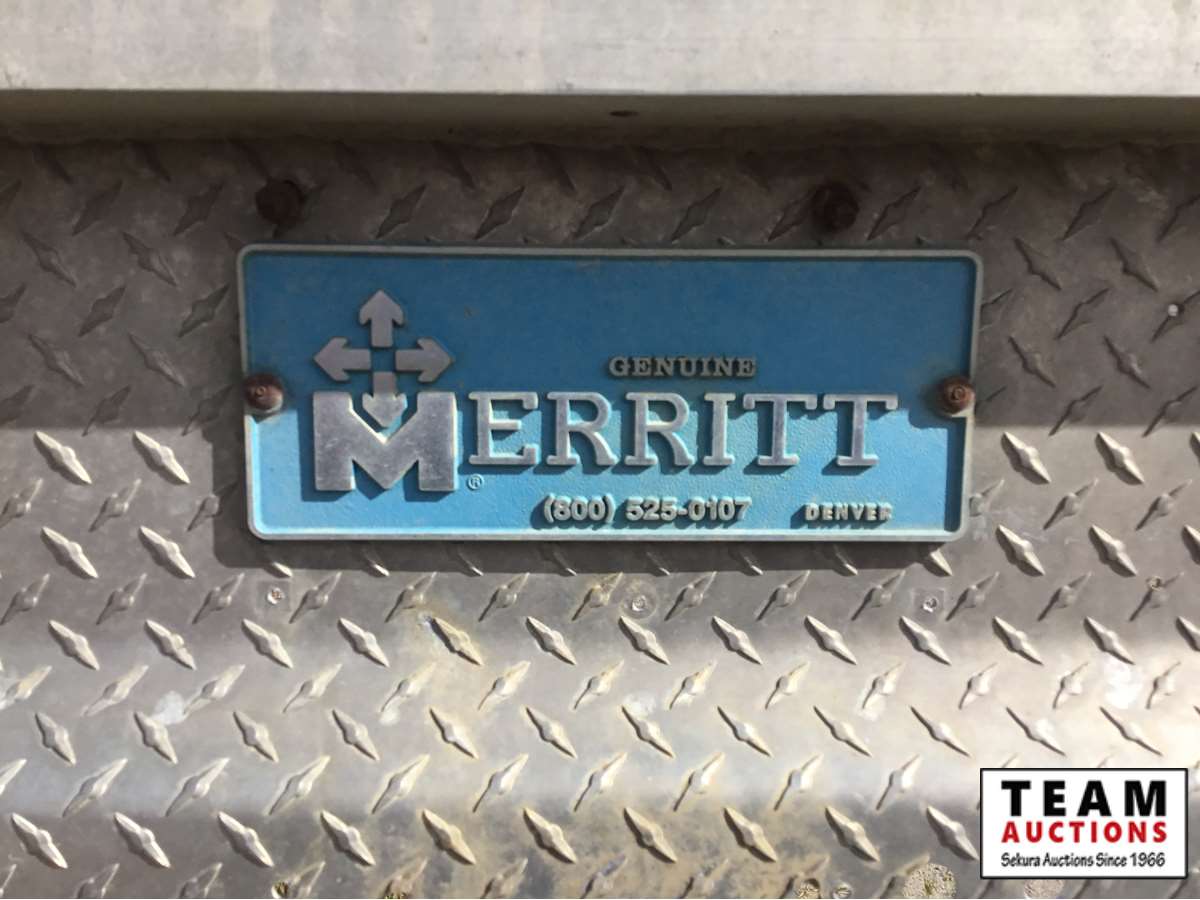 GENUINE
MERRITT®
(800) 525-0107 DENVER
TEAM
AUCTIONS
Sekura Auctions Since 1966